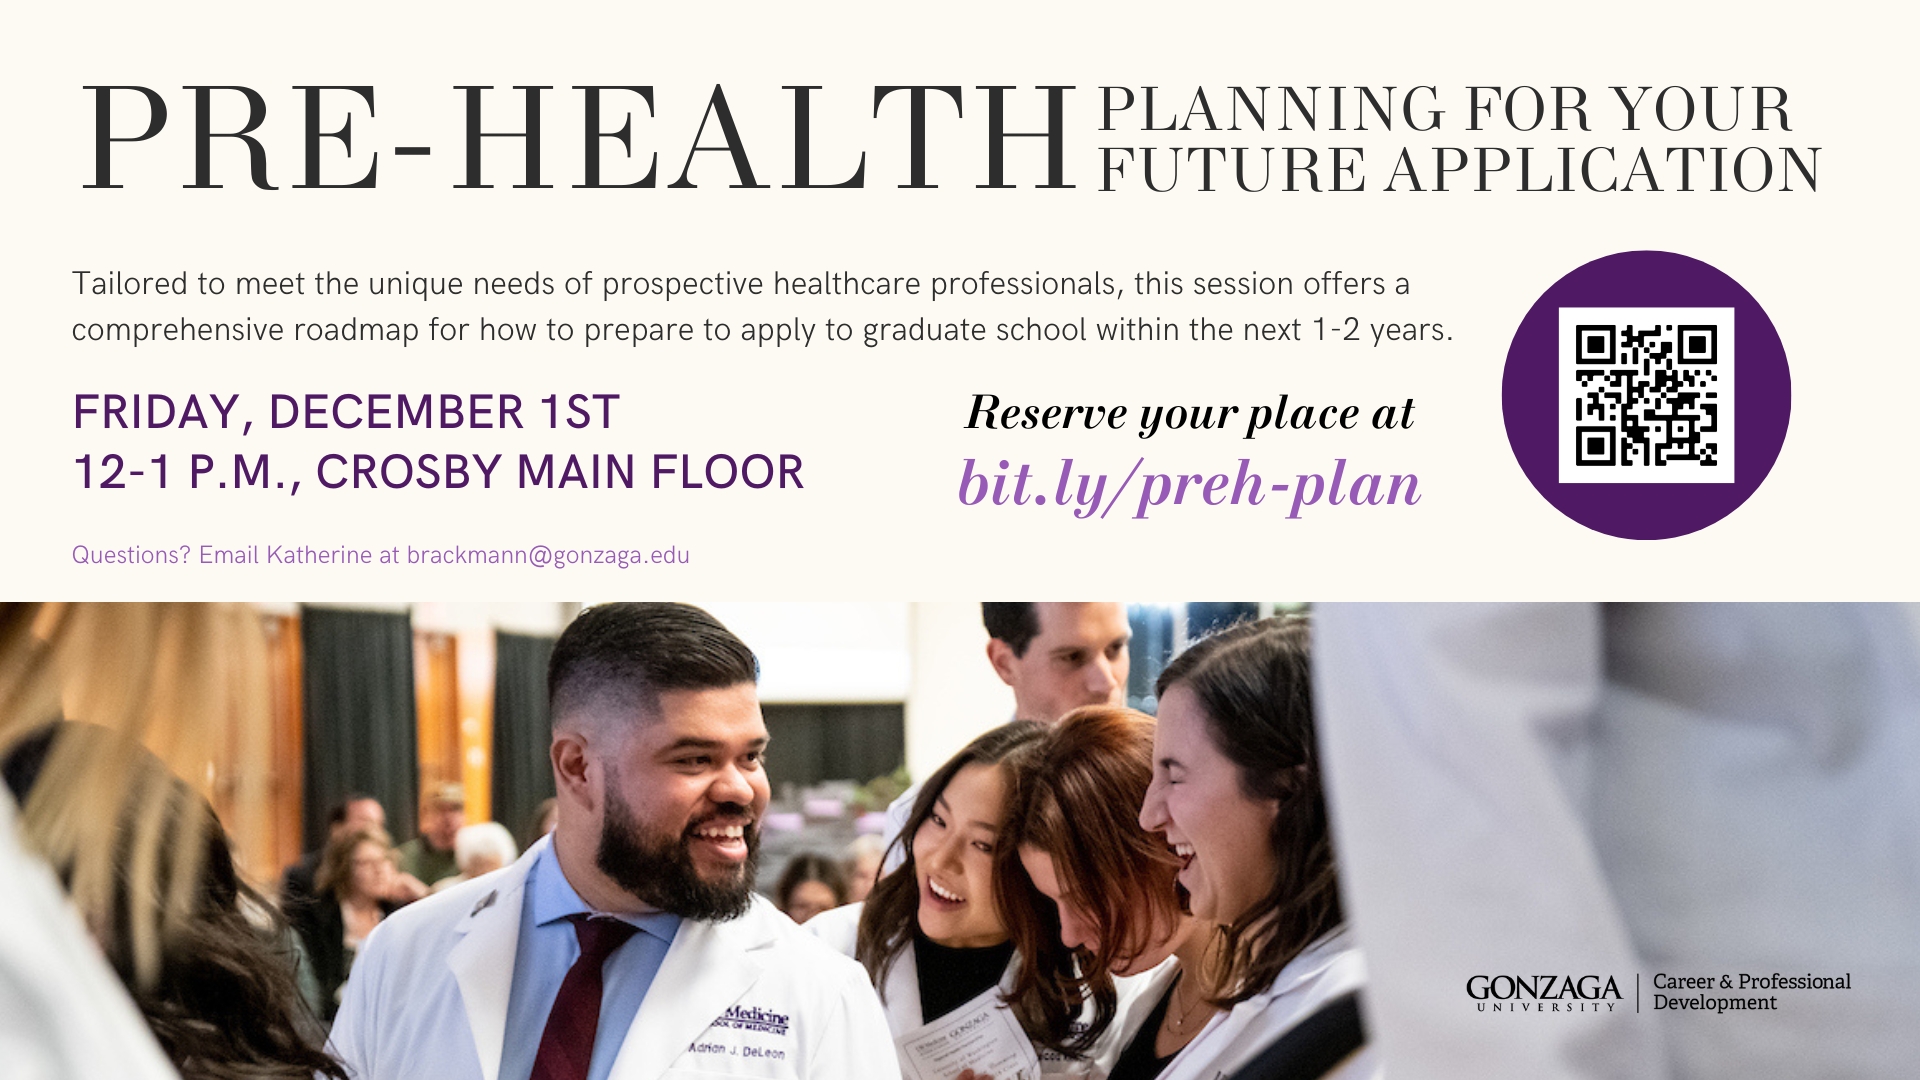 PRE-HEALTH
PLANNING FOR YOUR
FUTURE APPLICATION
Tailored to meet the unique needs of prospective healthcare professionals, this session offers a
comprehensive roadmap for how to prepare to apply to graduate school within the next 1-2 years.
FRIDAY, DECEMBER 1ST
12-1 P.M., CROSBY MAIN FLOOR
Reserve your place at
bit.ly/preh-plan
Questions? Email Katherine at brackmann@gonzaga.edu
Medicine
OF MEDICINE
Adrian J. DeLeon
GONZAGA
GONZAGA
UNIVERSITY
Career & Professional
Development